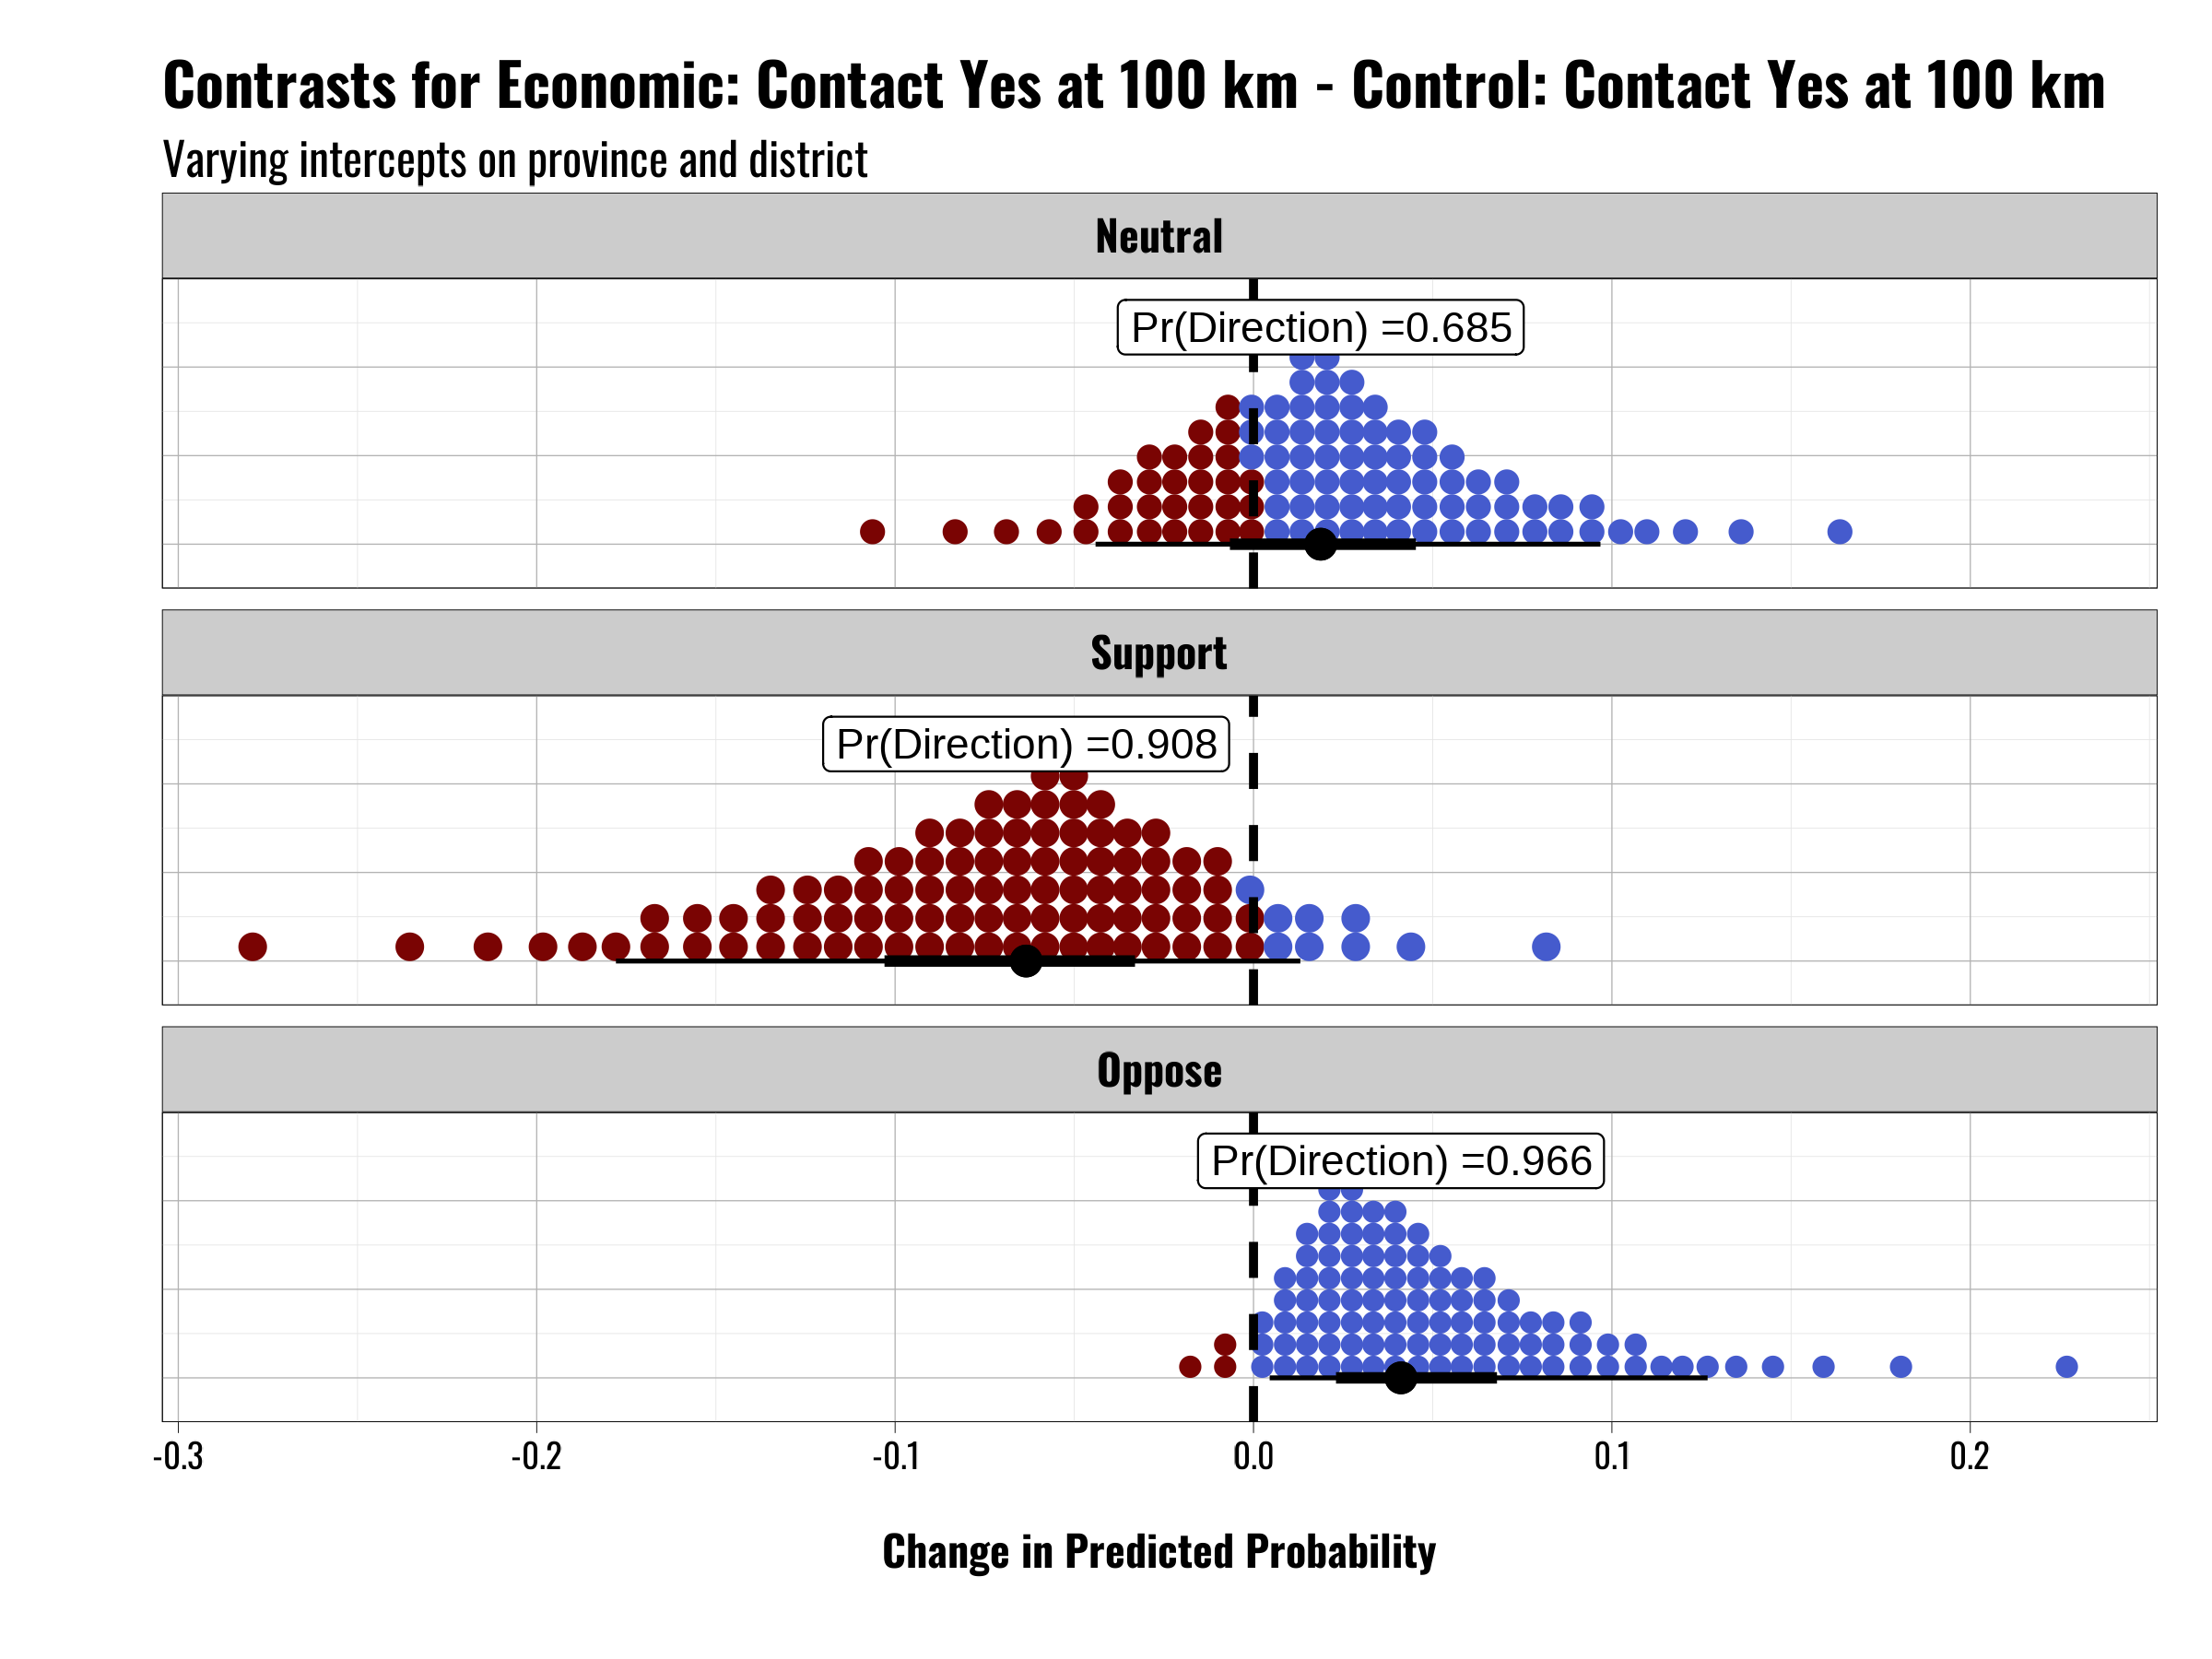 Contrasts for Economic: Contact Yes at 100 km - Control: Contact Yes at 100 km
Varying intercepts on province and district
Neutral
Pr(Direction) =0.685
Support
Pr(Direction) =0.908
Oppose
Pr(Direction) =0.966
-0.3 -0.2 -0.1 0.0 0.1 0.2
Change in Predicted Probability